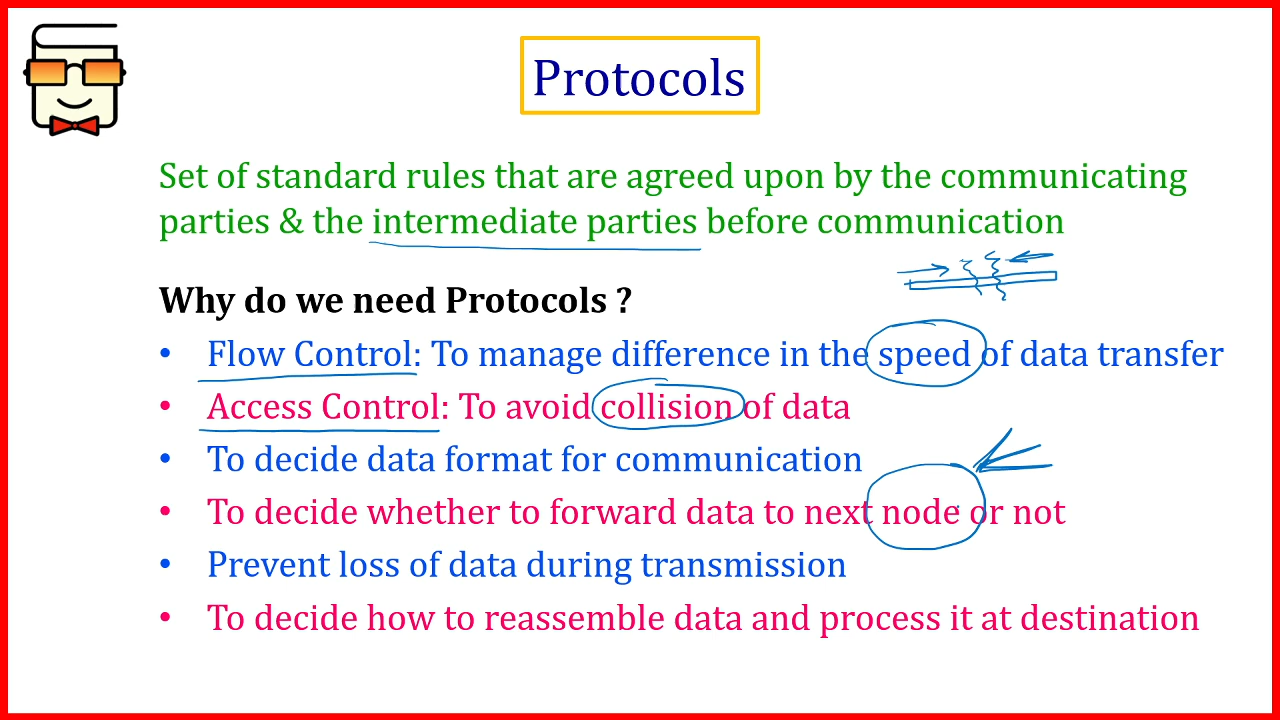 Protocols
Set of standard rules that are agreed upon by the communicating
parties & the intermediate parties before communication
Why do we need Protocols ?
• Flow Control: To manage difference in the speed of data transfer
• Access Control: To avoid collision of data
• To decide data format for communication
• To decide whether to forward data to next node or not
• Prevent loss of data during transmission
• To decide how to reassemble data and process it at destination